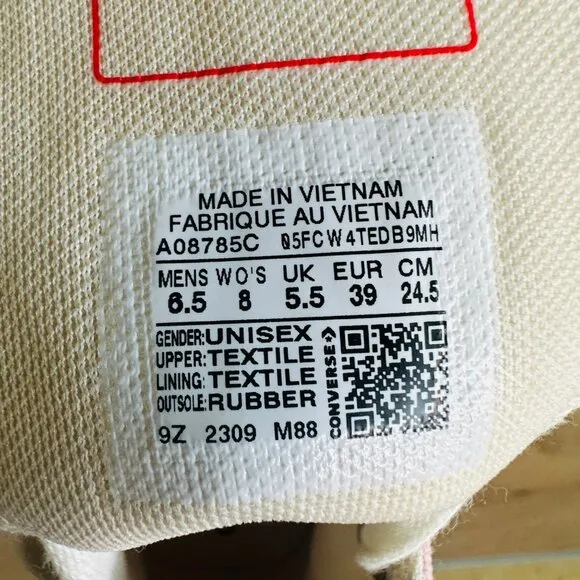 MADE IN VIETNAM
FABRIQUE AU VIETNAM
A08785C 05FCW4TEDB9MH
MENS WO'S UK EUR CM
6.5 8 5.5 39 24.5
GENDER:UNISEX
UPPER:TEXTILE
LINING:TEXTILE
OUTSOLE:RUBBER
CONVERSE
9Z 2309 M88